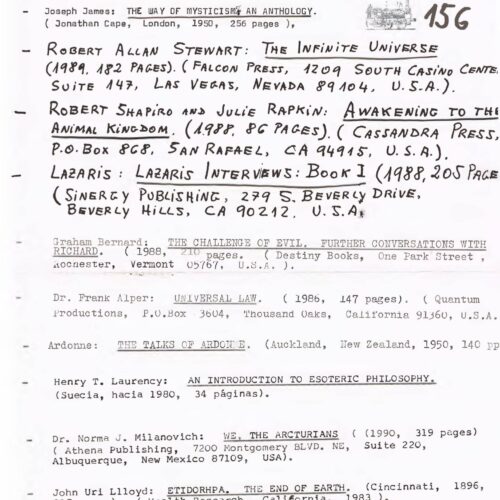 - Joseph James: THE WAY OF MYSTICISM, AN ANTHOLOGY.
( Jonathan Cape, London, 1950, 256 pages ),
156
- ROBERT ALLAN STEWART: THE INFINITE UNIVERSE
(1989, 182 PAGES). ( FALCON PRESS, 1209 SOUTH CASINO CENTE
SUITE 147, LAS VEGAS, NEVADA 89104, U.S.A.).
- ROBERT SHAPIRO AND JULIE RAPKIN: AWAKENING TO THE
ANIMAL KINGDOM. (1988, 86 PAGES). ( CASSANDRA PRESS,
P.O. BOX 868, SAN RAFAEL, CA 94915, U.S.A.).
- LAZARIS: LAZARIS INTERVIEWS: BOOK I (1988, 205 PAGE
( SINERGY PUBLISHING, 279 S. BEVERLY DRIVE,
BEVERLY HILLS, CA 90212. U.S.A.
- Graham Bernard: THE CHALLENGE OF EVIL. FURTHER CONVERSATIONS WITH
RICHARD. ( 1988, 210 pages. ( Destiny Books, One Park Street ,
Rochester, Vermont 05767, U.S.A. ).
- Dr. Frank Alper: UNIVERSAL LAW. ( 1986, 147 pages). ( Quantum
Productions, P.O.Box 3604, Thousand Oaks, California 91360, U.S.A.
- Ardonne: THE TALKS OF ARDONNE. (Auckland, New Zealand, 1950, 140 pp
- Henry T. Laurency: AN INTRODUCTION TO ESOTERIC PHILOSOPHY.
(Suecia, hacia 1980, 34 páginas).
- Dr. Norma J. Milanovich: WE, THE ARCTURIANS ( (1990, 319 pages)
( Athena Publishing, 7200 Montgomery BLVD. NE, Suite 220,
Albuquerque, New Mexico 87109, USA).
- John Uri Llloyd: ETIDORHPA. THE END OF EARTH. (Cincinnati, 1896,
Health Research, California, 1983 ).